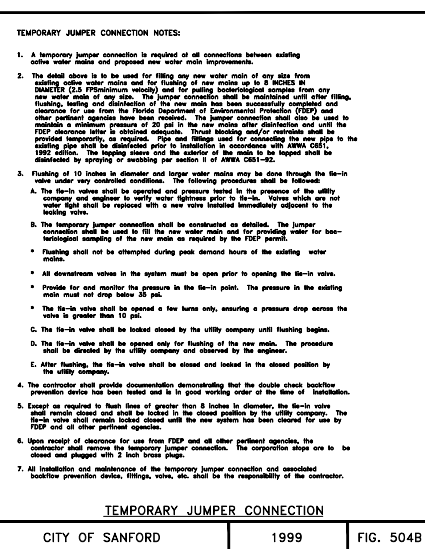 TEMPORARY JUMPER CONNECTION NOTES:
1. A temporary jumper connection is required at all connections between existing
active water mains and proposed new water main improvements.
2. The detail above is to be used for filling any new water main of any size from
existing active water mains and for flushing of new mains up to 8 INCHES IN
DIAMETER (2.5 FPSminimum velocity) and for pulling bacteriological samples from any
new water main of any size. The jumper connection shall be maintained until after filling,
flushing, testing and disinfection of the new main has been successfully completed and
clearance for use from the Florida Department of Environmental Protection (FDEP) and
other pertinent agencies have been received. The jumper connection shall also be used to
maintain a minimum pressure of 20 psi in the new mains after disinfection and until the
FDEP clearance letter is obtained adequate. Thrust blocking and/or restraints shall be
provided temporarily, as required. Pipe and fittings used for connecting the new pipe to the
existing pipe shall be disinfected prior to installation in accordance with AWWA C651,
1992 edition. The tapping sleeve and the exterior of the main to be tapped shall be
disinfected by spraying or swabbing per section II of AWWA C651-92.
3. Flushing of 10 inches in diameter and larger water mains may be done through the tie-in
valve under very controlled conditions. The following procedures shall be followed:
A. The tie-in valves shall be operated and pressure tested in the presence of the utility
company and engineer to verify water tightness prior to tie-in. Valves which are not
water tight shall be replaced with a new valve installed immediately adjacent to the
leaking valve.
B. The temporary jumper connection shall be constructed as detailed. The jumper
connection shall be used to fill the new water main and for providing water for bac-
teriological sampling of the new main as required by the FDEP permit.
* Flushing shall not be attempted during peak demand hours of the existing water
mains.
* All downstream valves in the system must be open prior to opening the tie-in valve.
* Provide for and monitor the pressure in the tie-in point. The pressure in the existing
main must not drop below 35 psi.
* The tie-in valve shall be opened a few turns only, ensuring a pressure drop across the
valve is greater than 10 psi.
C. The tie-in valve shall be locked closed by the utility company until flushing begins.
D. The tie-in valve shall be opened only for flushing of the new main. The procedure
shall be directed by the utility company and observed by the engineer.
E. After flushing, the tie-in valve shall be closed and locked in the closed position by
the utility company.
4. The contractor shall provide documentation demonstrating that the double check backflow
prevention device has been tested and is in good working order at the time of installation.
5. Except as required to flush lines of greater than 8 inches in diameter, the tie-in valve
shall remain closed and shall be locked in the closed position by the utility company. The
tie-in valve shall remain locked closed until the new system has been cleared for use by
FDEP and all other pertinent agencies.
6. Upon receipt of clearance for use from FDEP and all other pertinent agencies, the
contractor shall remove the temporary jumper connection. The corporation stops are to be
closed and plugged with 2 inch brass plugs.
7. All installation and maintenance of the temporary jumper connection and associated
backflow prevention device, fittings, valve, etc. shall be the responsibility of the contractor.
TEMPORARY JUMPER CONNECTION
CITY OF SANFORD
1999
FIG. 504B